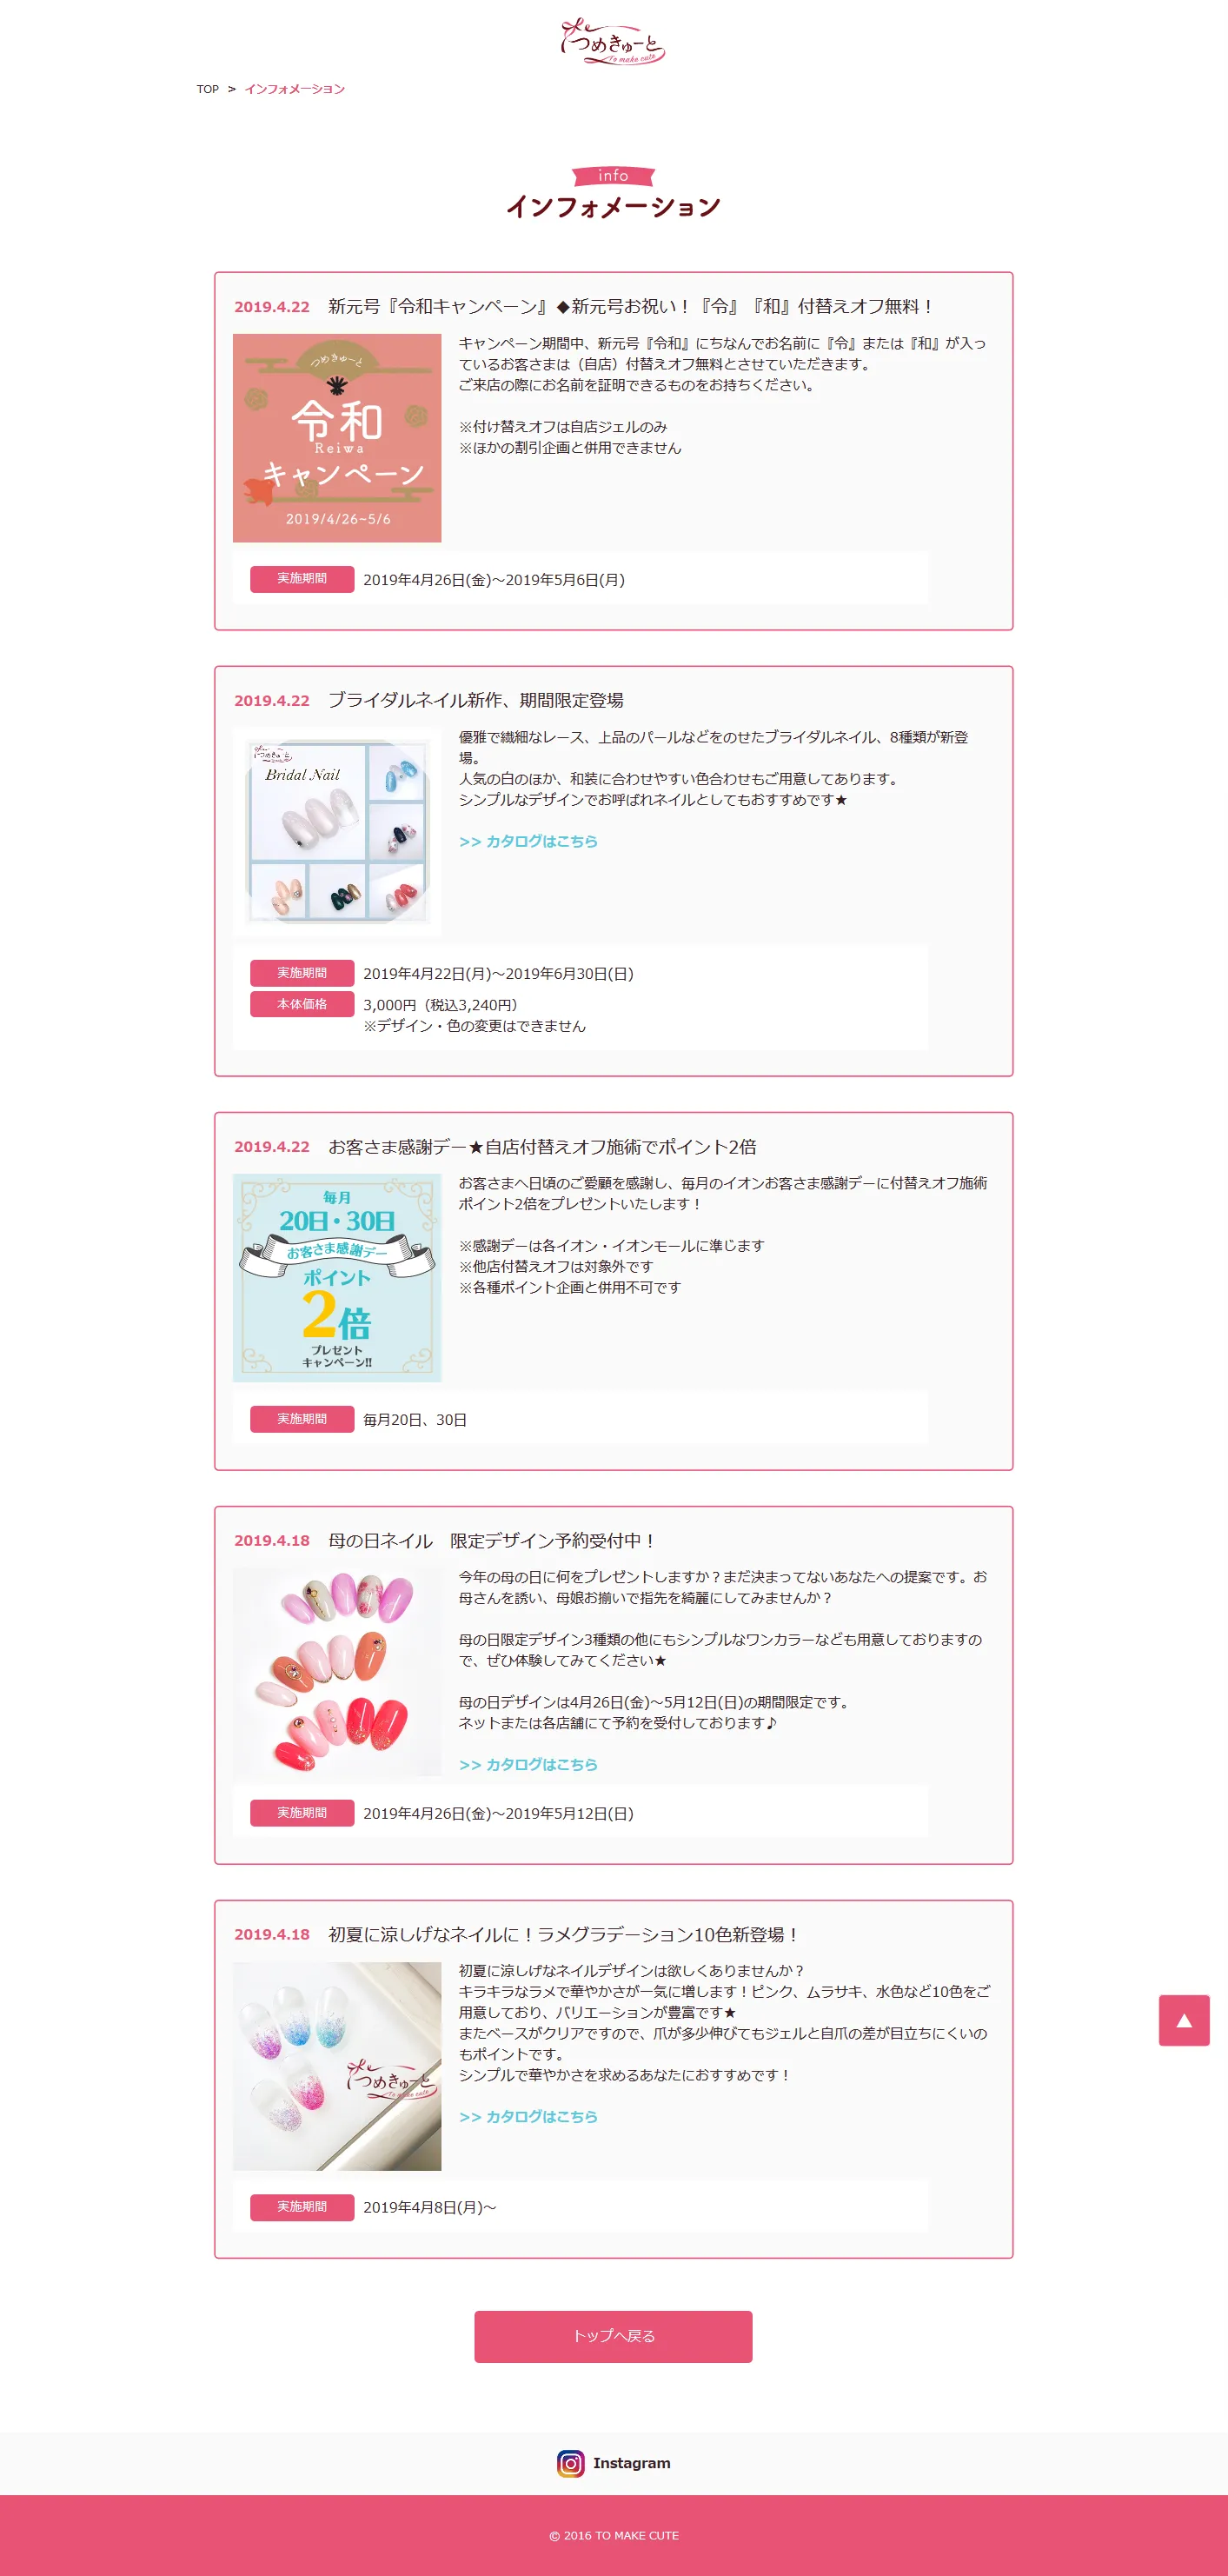 つめきゅーと
To make cute
TOP > インフォメーション
info
インフォメーション
2019.4.22 新元号『令和キャンペーン』◆新元号お祝い！『令』『和』付替えオフ無料！
つめきゅーと
令和
Reiwa
キャンペーン
2019/4/26~5/6
キャンペーン期間中、新元号『令和』にちなんでお名前に『令』または『和』が入っ
ているお客さまは（自店）付替えオフ無料とさせていただきます。
ご来店の際にお名前を証明できるものをお持ちください。
※付け替えオフは自店ジェルのみ
※ほかの割引企画と併用できません
実施期間 2019年4月26日(金)～2019年5月6日(月)
2019.4.22 ブライダルネイル新作、期間限定登場
つめきゅーと
Bridal Nail
優雅で繊細なレース、上品のパールなどをのせたブライダルネイル、8種類が新登
場。
人気の白のほか、和装に合わせやすい色合わせもご用意してあります。
シンプルなデザインでお呼ばれネイルとしてもおすすめです★
>> カタログはこちら
実施期間 2019年4月22日(月)～2019年6月30日(日)
本体価格 3,000円（税込3,240円）
※デザイン・色の変更はできません
2019.4.22 お客さま感謝デー★自店付替えオフ施術でポイント2倍
毎月
20日・30日
お客さま感謝デー
ポイント
2倍
プレゼント
キャンペーン!!
お客さまへ日頃のご愛顧を感謝し、毎月のイオンお客さま感謝デーに付替えオフ施術
ポイント2倍をプレゼントいたします！
※感謝デーは各イオン・イオンモールに準じます
※他店付替えオフは対象外です
※各種ポイント企画と併用不可です
実施期間 毎月20日、30日
2019.4.18 母の日ネイル　限定デザイン予約受付中！
今年の母の日に何をプレゼントしますか？まだ決まってないあなたへの提案です。お
母さんを誘い、母娘お揃いで指先を綺麗にしてみませんか？
母の日限定デザイン3種類の他にもシンプルなワンカラーなども用意しておりますの
で、ぜひ体験してみてください★
母の日デザインは4月26日(金)～5月12日(日)の期間限定です。
ネットまたは各店舗にて予約を受付しております♪
>> カタログはこちら
実施期間 2019年4月26日(金)～2019年5月12日(日)
2019.4.18 初夏に涼しげなネイルに！ラメグラデーション10色新登場！
つめきゅーと
To make cute
初夏に涼しげなネイルデザインは欲しくありませんか？
キラキラなラメで華やかさが一気に増します！ピンク、ムラサキ、水色など10色をご
用意しており、バリエーションが豊富です★
またベースがクリアですので、爪が多少伸びてもジェルと自爪の差が目立ちにくいの
もポイントです。
シンプルで華やかさを求めるあなたにおすすめです！
>> カタログはこちら
実施期間 2019年4月8日(月)～
▲
トップへ戻る
Instagram
© 2016 TO MAKE CUTE